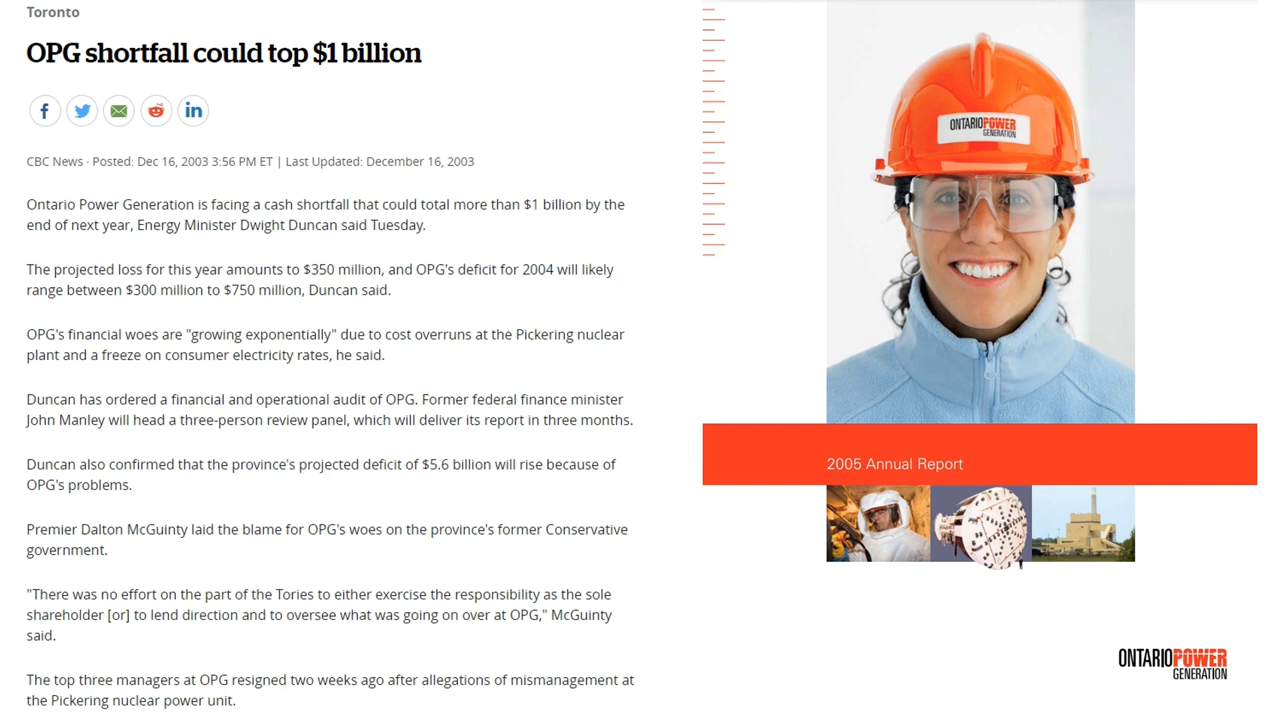 Toronto
OPG shortfall could top $1 billion
CBC News · Posted: Dec 16, 2003 3:56 PM ET | Last Updated: December 16, 2003
Ontario Power Generation is facing a cash shortfall that could total more than $1 billion by the
end of next year, Energy Minister Dwight Duncan said Tuesday.
The projected loss for this year amounts to $350 million, and OPG's deficit for 2004 will likely
range between $300 million to $750 million, Duncan said.
OPG's financial woes are "growing exponentially" due to cost overruns at the Pickering nuclear
plant and a freeze on consumer electricity rates, he said.
Duncan has ordered a financial and operational audit of OPG. Former federal finance minister
John Manley will head a three-person review panel, which will deliver its report in three months.
Duncan also confirmed that the province's projected deficit of $5.6 billion will rise because of
OPG's problems.
Premier Dalton McGuinty laid the blame for OPG's woes on the province's former Conservative
government.
"There was no effort on the part of the Tories to either exercise the responsibility as the sole
shareholder [or] to lend direction and to oversee what was going on over at OPG," McGuinty
said.
The top three managers at OPG resigned two weeks ago after allegations of mismanagement at
the Pickering nuclear power unit.
ONTARIOPOWER
GENERATION
2005 Annual Report
ONTARIOPOWER
GENERATION